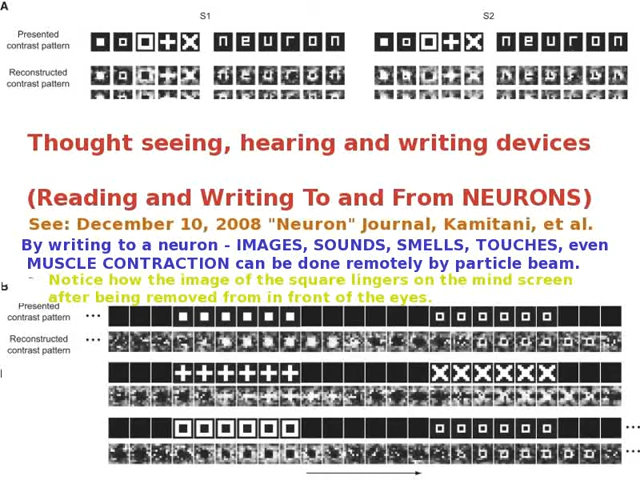 A
S1 S2
Presented
contrast pattern
neuron neuron
Reconstructed
contrast pattern
Thought seeing, hearing and writing devices
(Reading and Writing To and From NEURONS)
See: December 10, 2008 "Neuron" Journal, Kamitani, et al.
By writing to a neuron - IMAGES, SOUNDS, SMELLS, TOUCHES, even
MUSCLE CONTRACTION can be done remotely by particle beam.
Notice how the image of the square lingers on the mind screen
after being removed from in front of the eyes.
B
Presented
contrast pattern
Reconstructed
contrast pattern